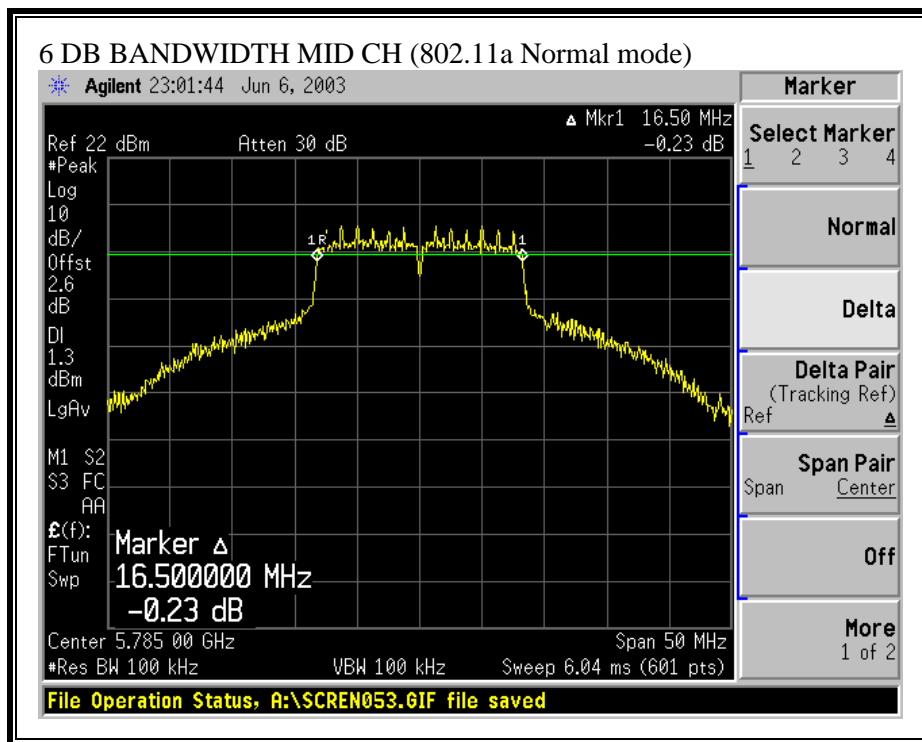 6 DB BANDWIDTH MID CH (802.11a Normal mode)
Agilent 23:01:44 Jun 6, 2003
Marker
Δ Mkr1 16.50 MHz
Ref 22 dBm Atten 30 dB -0.23 dB
#Peak
Log
10
dB/
Offst
2.6
dB
DI
1.3
dBm
LgAv
M1 S2
S3 FC
AA
£(f):
FTun
Swp
1R
1
Marker Δ
16.500000 MHz
-0.23 dB
Center 5.785 00 GHz Span 50 MHz
#Res BW 100 kHz VBW 100 kHz Sweep 6.04 ms (601 pts)
File Operation Status, A:\SCREN053.GIF file saved
Select Marker
1 2 3 4
Normal
Delta
Delta Pair
(Tracking Ref)
Ref Δ
Span Pair
Span Center
Off
More
1 of 2